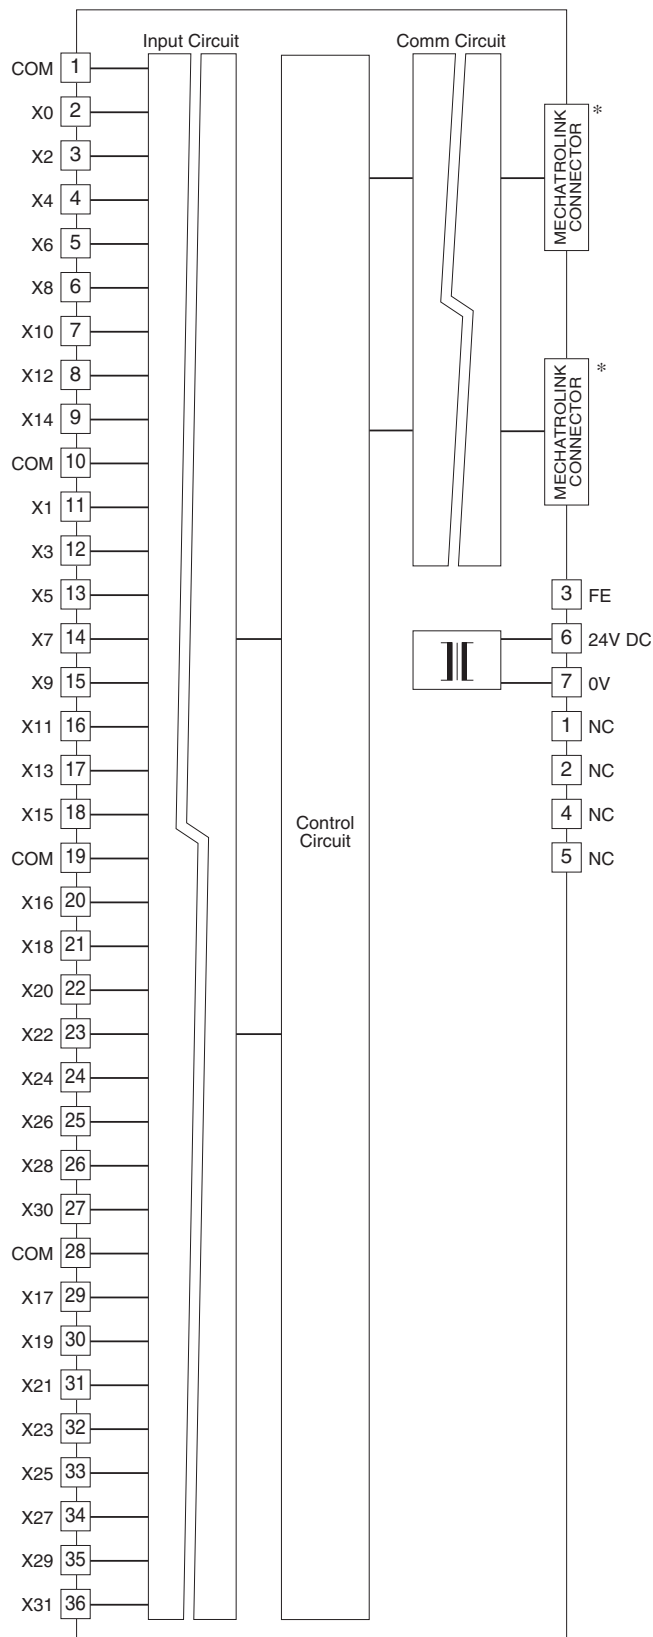 Input Circuit
Comm Circuit
COM 1
X0 2
X2 3
X4 4
X6 5
X8 6
X10 7
X12 8
X14 9
COM 10
X1 11
X3 12
X5 13
X7 14
X9 15
X11 16
X13 17
X15 18
COM 19
X16 20
X18 21
X20 22
X22 23
X24 24
X26 25
X28 26
X30 27
COM 28
X17 29
X19 30
X21 31
X23 32
X25 33
X27 34
X29 35
X31 36
Control
Circuit
MECHATROLINK
CONNECTOR
*
MECHATROLINK
CONNECTOR
*
3 FE
6 24V DC
7 0V
1 NC
2 NC
4 NC
5 NC